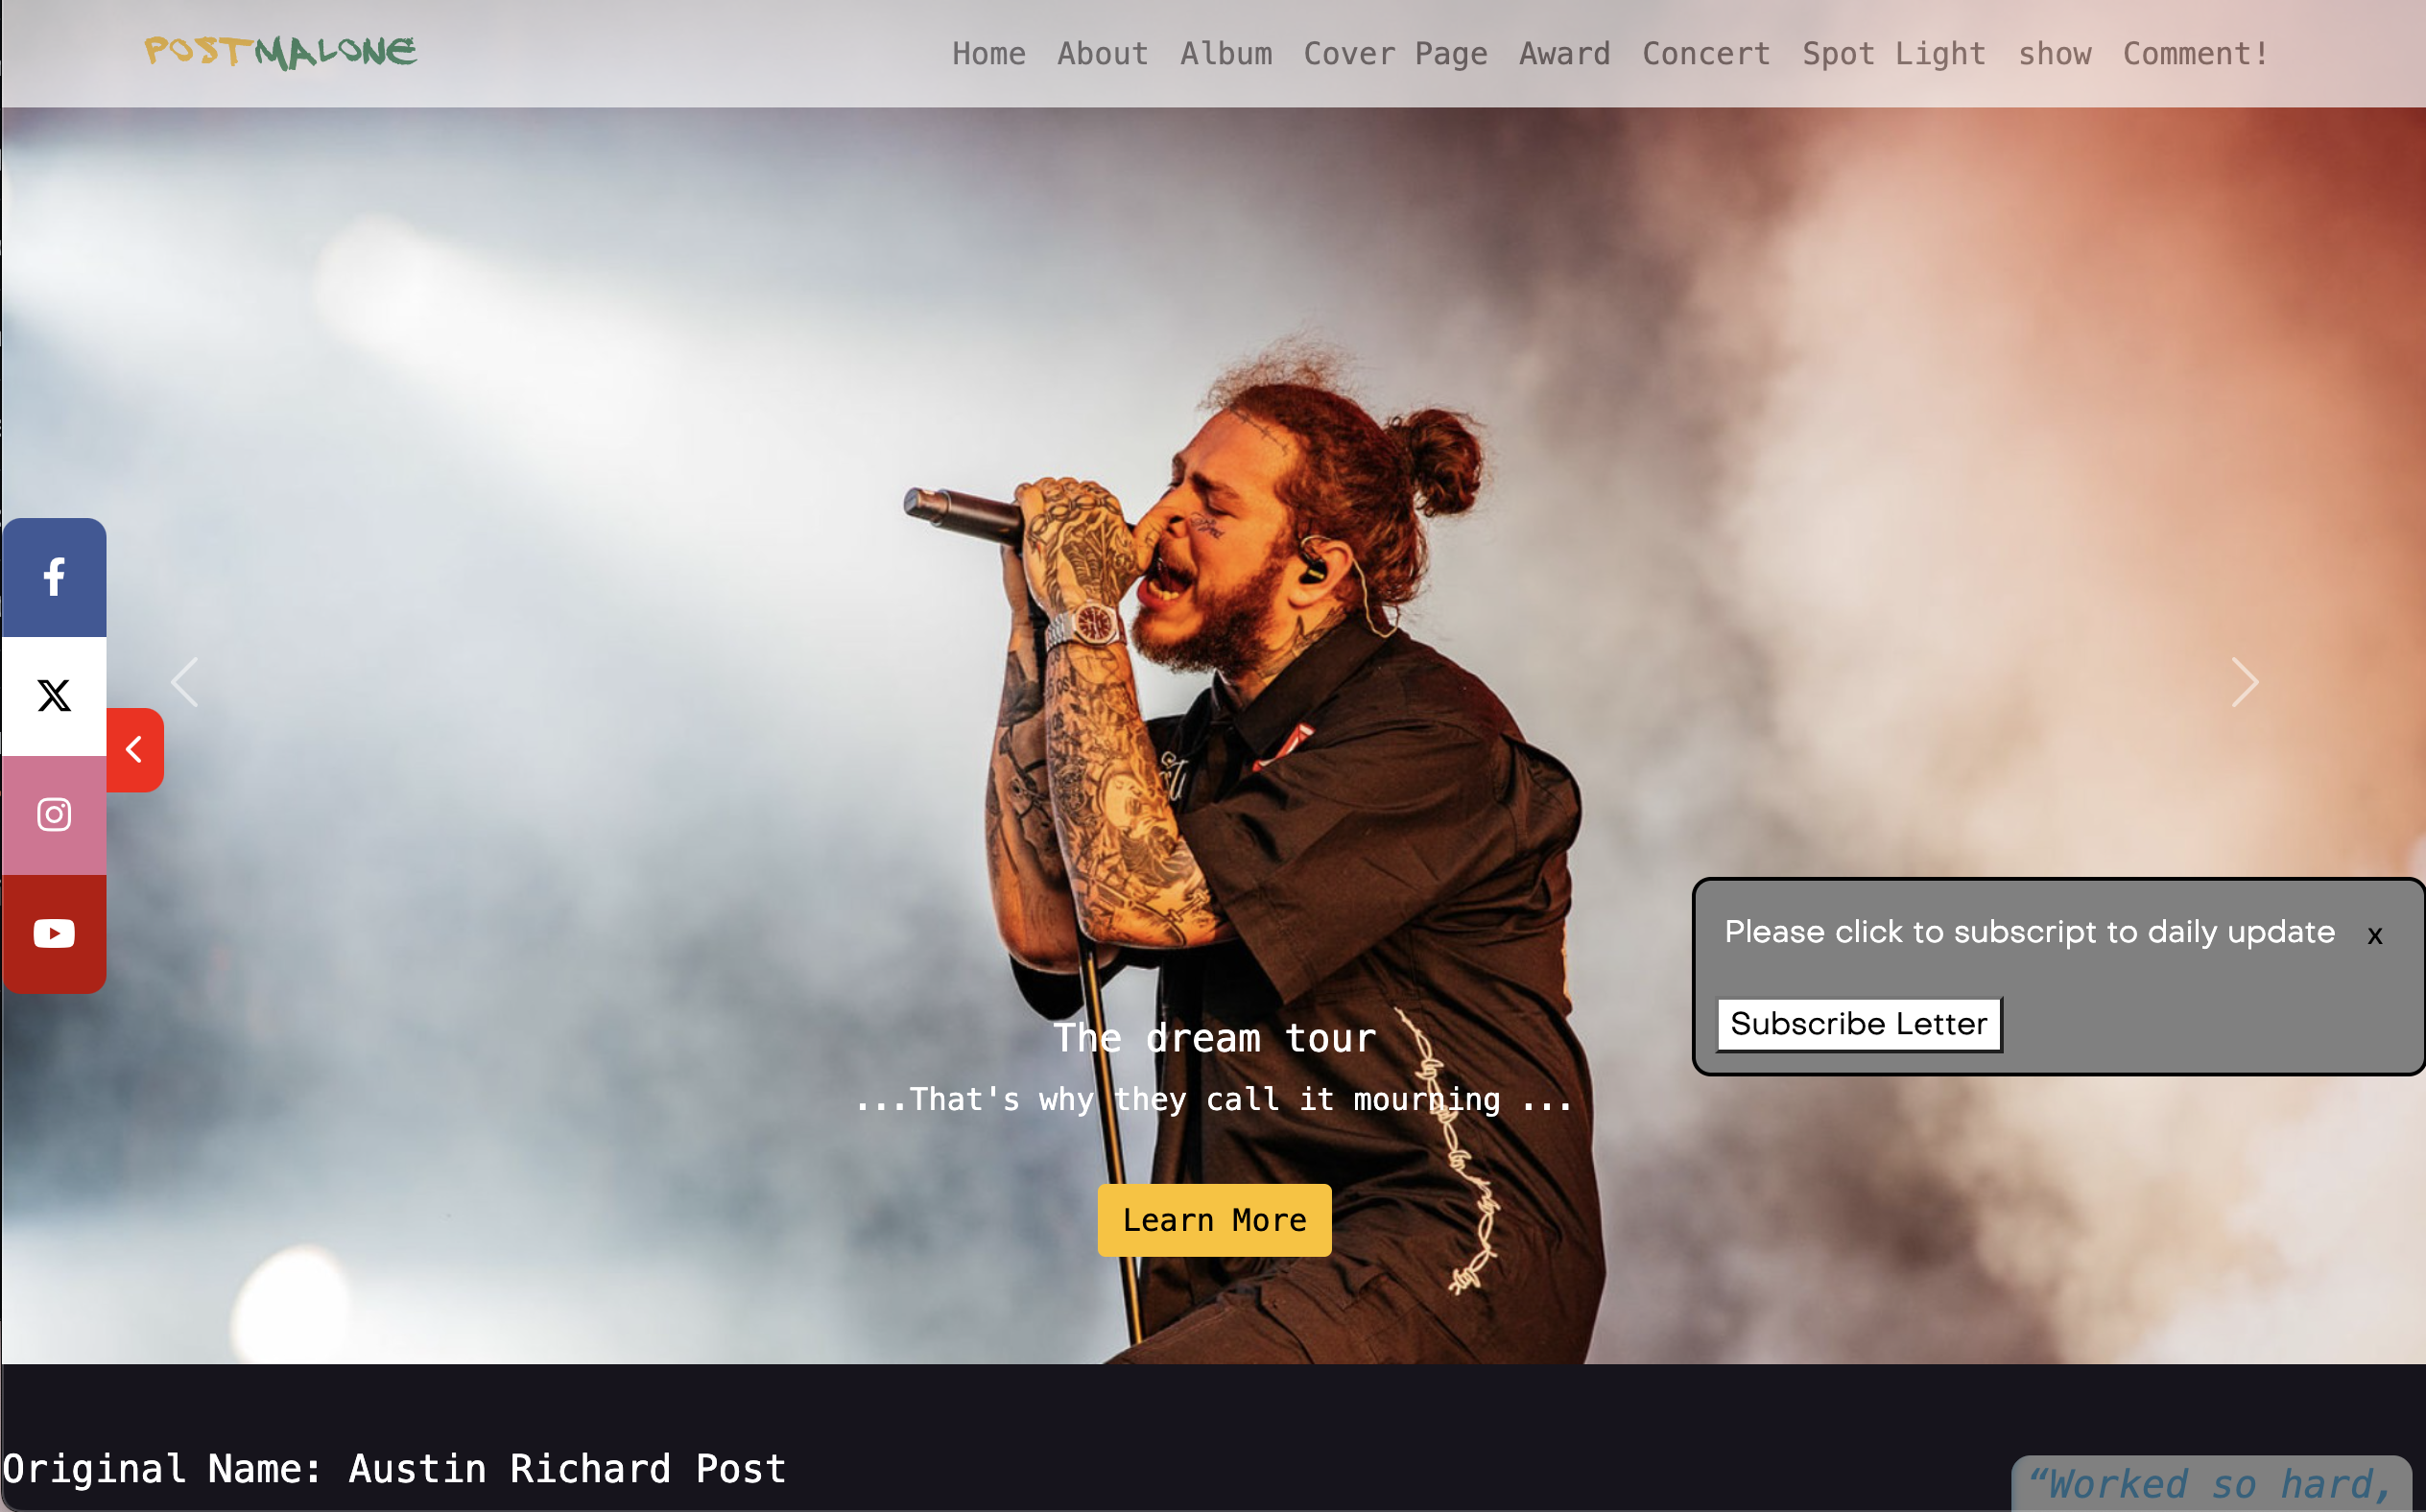 POSTMALONE
Home About Album Cover Page Award Concert Spot Light show Comment!
Please click to subscript to daily update x
Subscribe Letter
The dream tour
...That's why they call it mourning ...
Learn More
Original Name: Austin Richard Post
“Worked so hard,